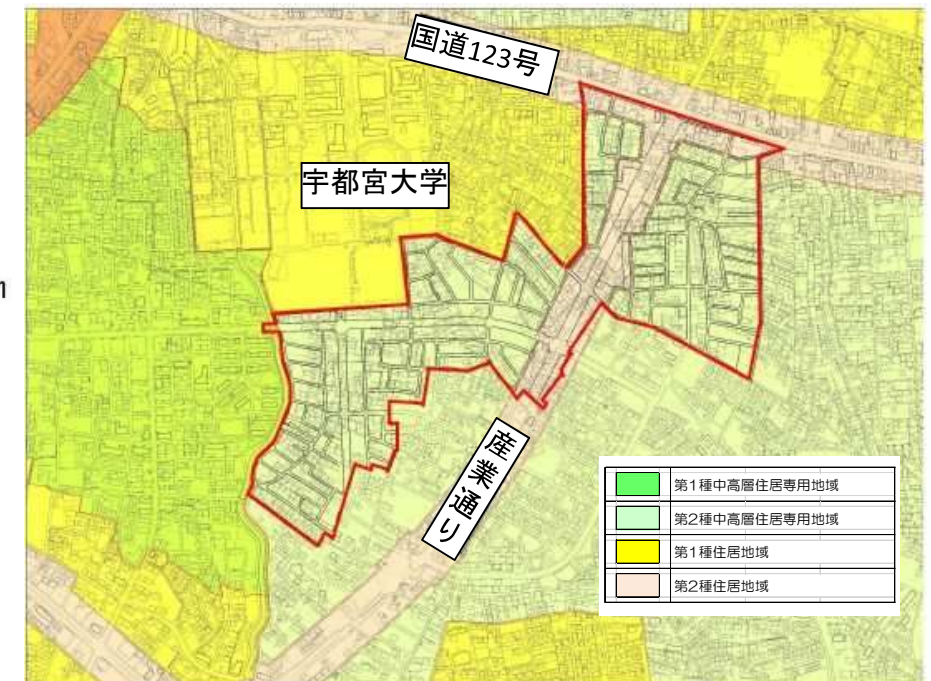 国道123号
宇都宮大学
産業通り
第1種中高層住居専用地域
第2種中高層住居専用地域
第1種住居地域
第2種住居地域